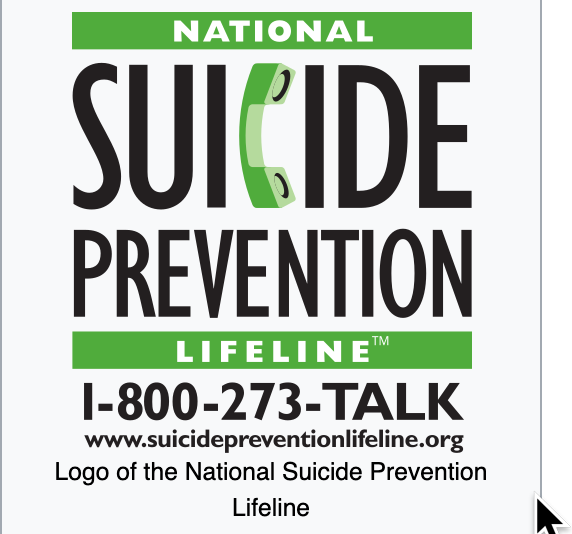 NATIONAL
SUICIDE
PREVENTION
LIFELINE™
1-800-273-TALK
www.suicidepreventionlifeline.org
Logo of the National Suicide Prevention
Lifeline